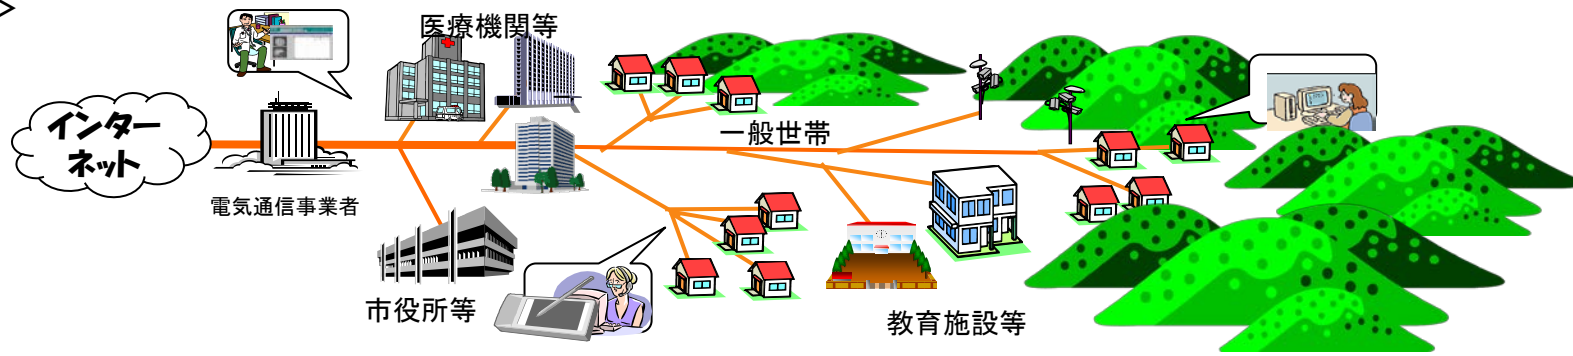 医療機関等
インター
ネット
一般世帯
電気通信事業者
市役所等
教育施設等